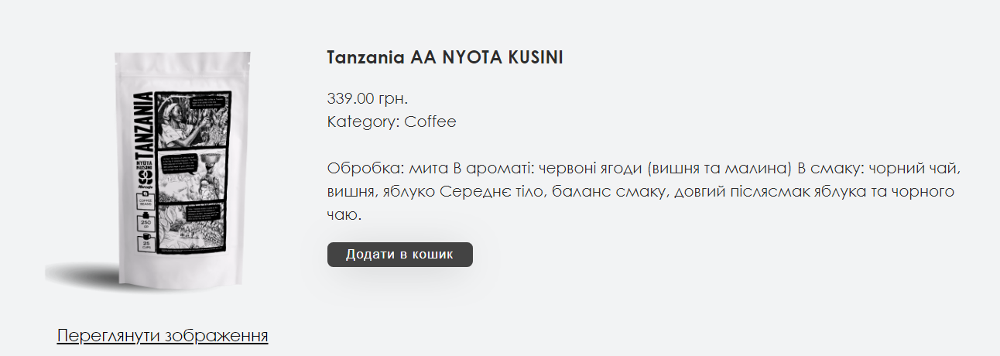 Tanzania AA NYOTA KUSINI
339.00 грн.
Kategory: Coffee
Обробка: мита В ароматі: червоні ягоди (вишня та малина) В смаку: чорний чай,
вишня, яблуко Середнє тіло, баланс смаку, довгий післясмак яблука та чорного
чаю.
Додати в кошик
TANZANIA
NYOTA
KUSINI
COFFEE
BEANS
250
GR
25
CUPS
Переглянути зображення